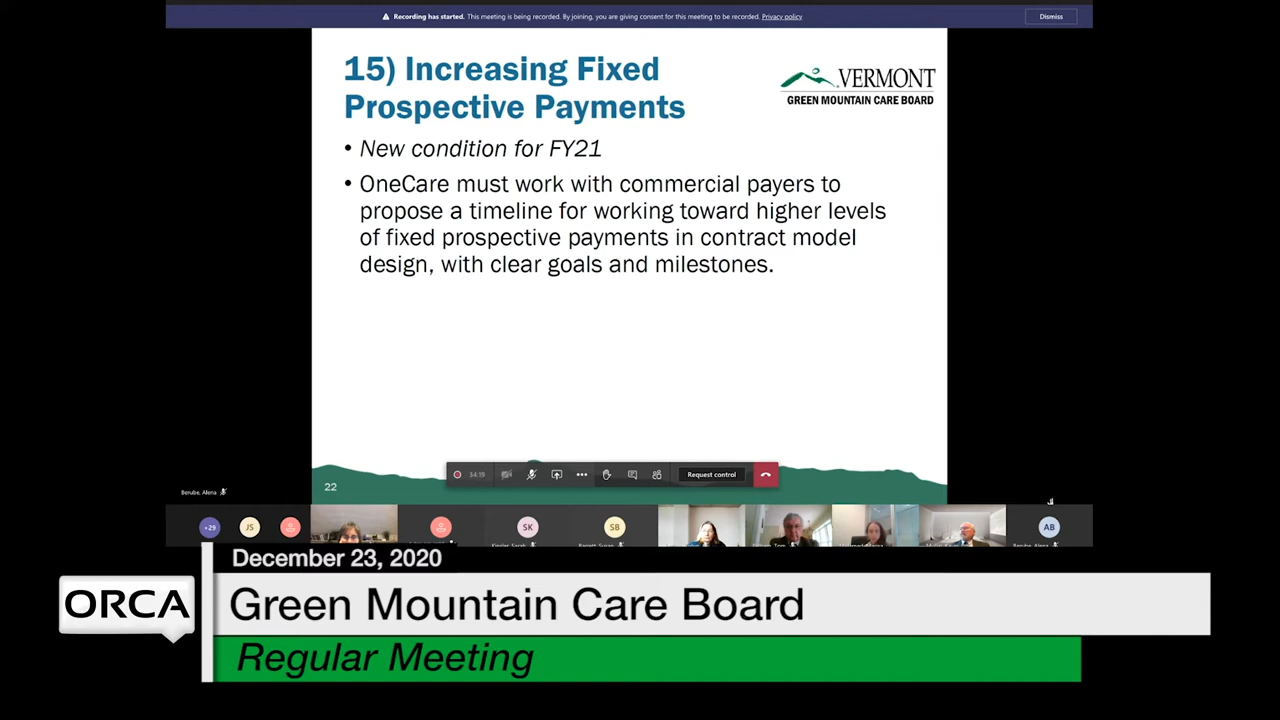 Recording has started. This meeting is being recorded. By joining, you are giving consent for this meeting to be recorded. Privacy policy
Dismiss
15) Increasing Fixed
Prospective Payments
VERMONT
GREEN MOUNTAIN CARE BOARD
• New condition for FY21
• OneCare must work with commercial payers to
propose a timeline for working toward higher levels
of fixed prospective payments in contract model
design, with clear goals and milestones.
34:19
Request control
22
Berube, Alena
+29
JS
SK
SB
AB
December 23, 2020
ORCA
Green Mountain Care Board
Regular Meeting